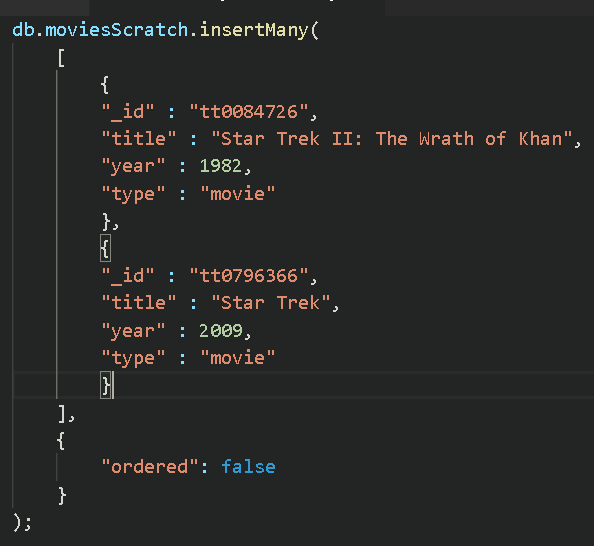 db.moviesScratch.insertMany(
[
{
"_id" : "tt0084726",
"title" : "Star Trek II: The Wrath of Khan",
"year" : 1982,
"type" : "movie"
},
{
"_id" : "tt0796366",
"title" : "Star Trek",
"year" : 2009,
"type" : "movie"
}
],
{
"ordered": false
}
);